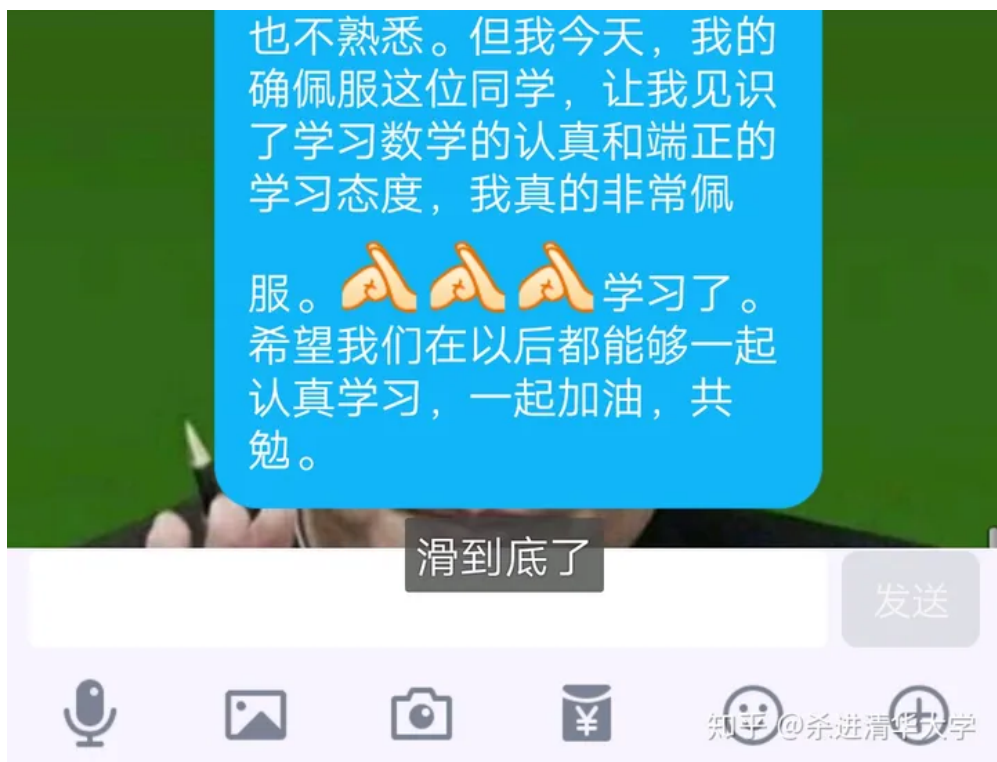 也不熟悉。但我今天，我的
确佩服这位同学，让我见识
了学习数学的认真和端正的
学习态度，我真的非常佩
服。学习了。
希望我们在以后都能够一起
认真学习，一起加油，共
勉。
滑到底了
发送
¥
知乎 @杀进清华大学